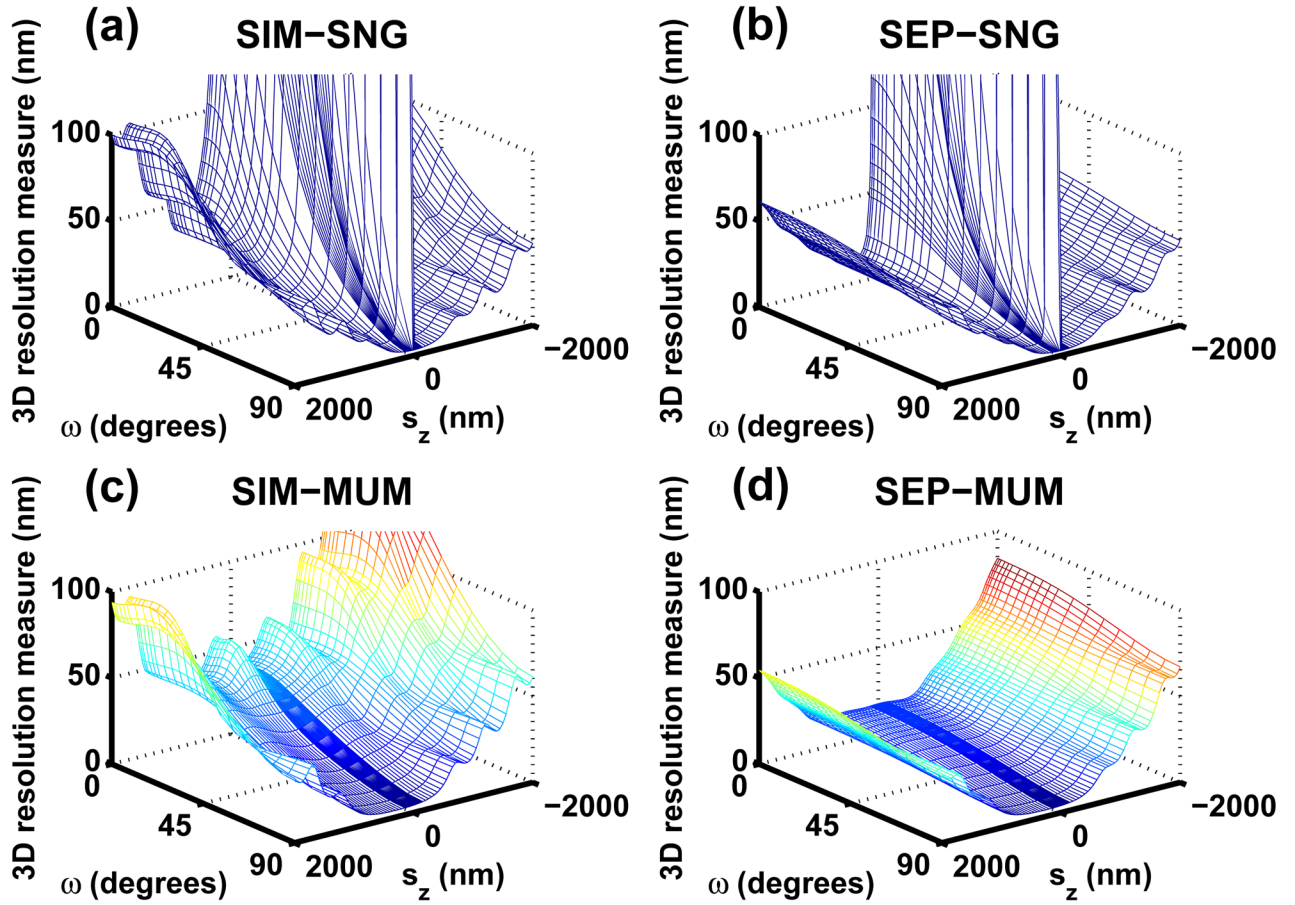 (a)
SIM−SNG
3D resolution measure (nm)
100
50
0
0
45
90
ω (degrees)
2000
0
−2000
s_z (nm)
(b)
SEP−SNG
3D resolution measure (nm)
100
50
0
0
45
90
ω (degrees)
2000
0
−2000
s_z (nm)
(c)
SIM−MUM
3D resolution measure (nm)
100
50
0
0
45
90
ω (degrees)
2000
0
−2000
s_z (nm)
(d)
SEP−MUM
3D resolution measure (nm)
100
50
0
0
45
90
ω (degrees)
2000
0
−2000
s_z (nm)